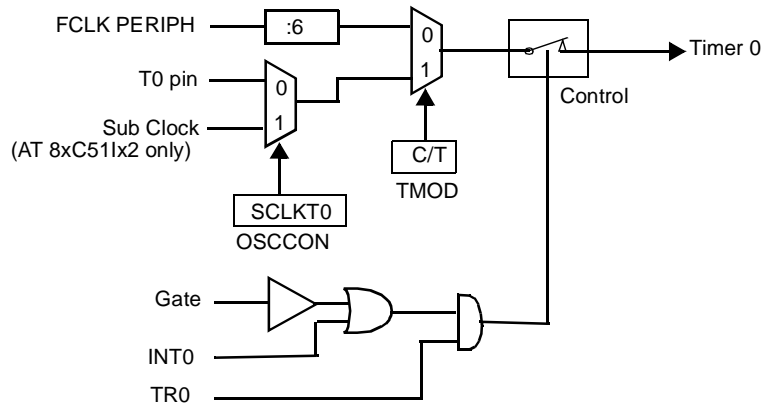 FCLK PERIPH
:6
0
1
T0 pin
0
1
Sub Clock
(AT 8xC51Ix2 only)
Timer 0
Control
C/T
TMOD
SCLKT0
OSCCON
Gate
INT0
TR0